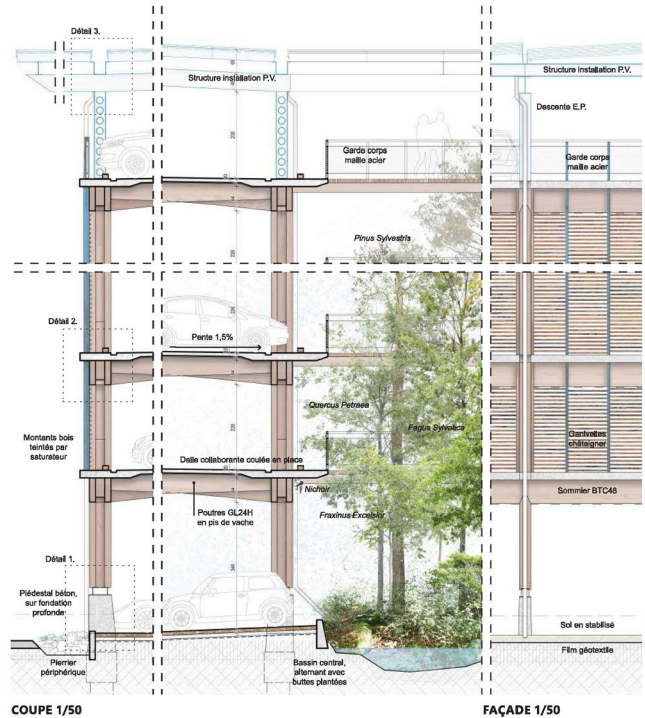 Détail 3.
Structure installation P.V.
Structure installation P.V.
Descente E.P.
Garde corps
maille acier
Garde corps
maille acier
Pinus Sylvestris
Détail 2.
Pente 1,5%
Quercus Petraea
Fagus Sylvatica
Montants bois
teintés par
saturateur
Ganivelles
châtaigner
Dalle collaborante coulée en place
Nichoir
Sommier BTC48
Poutres GL24H
en pis de vache
Fraxinus Excelsior
Détail 1.
Piédestal béton,
sur fondation
profonde
Sol en stabilisé
Film géotextile
Pierrier
périphérique
Bassin central,
alternant avec
buttes plantées
COUPE 1/50
FAÇADE 1/50